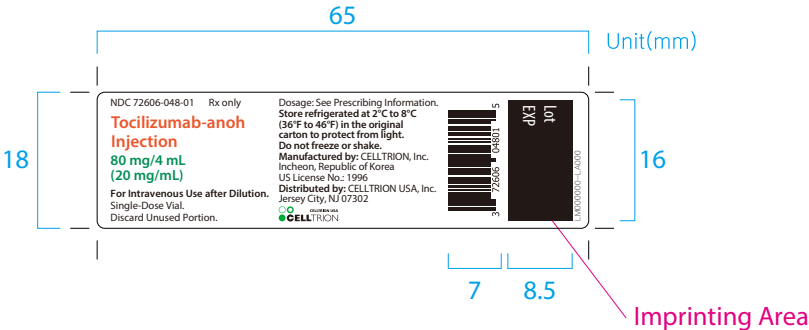 65
Unit(mm)
18
NDC 72606-048-01 Rx only
Tocilizumab-anoh
Injection
80 mg/4 mL
(20 mg/mL)
For Intravenous Use after Dilution.
Single-Dose Vial.
Discard Unused Portion.
Dosage: See Prescribing Information.
Store refrigerated at 2°C to 8°C
(36°F to 46°F) in the original
carton to protect from light.
Do not freeze or shake.
Manufactured by: CELLTRION, Inc.
Incheon, Republic of Korea
US License No.: 1996
Distributed by: CELLTRION USA, Inc.
Jersey City, NJ 07302
CELLTRION USA
CELLTRION
3 72606 04801 5
Lot
EXP
LM000000-LA000
16
7
8.5
Imprinting Area